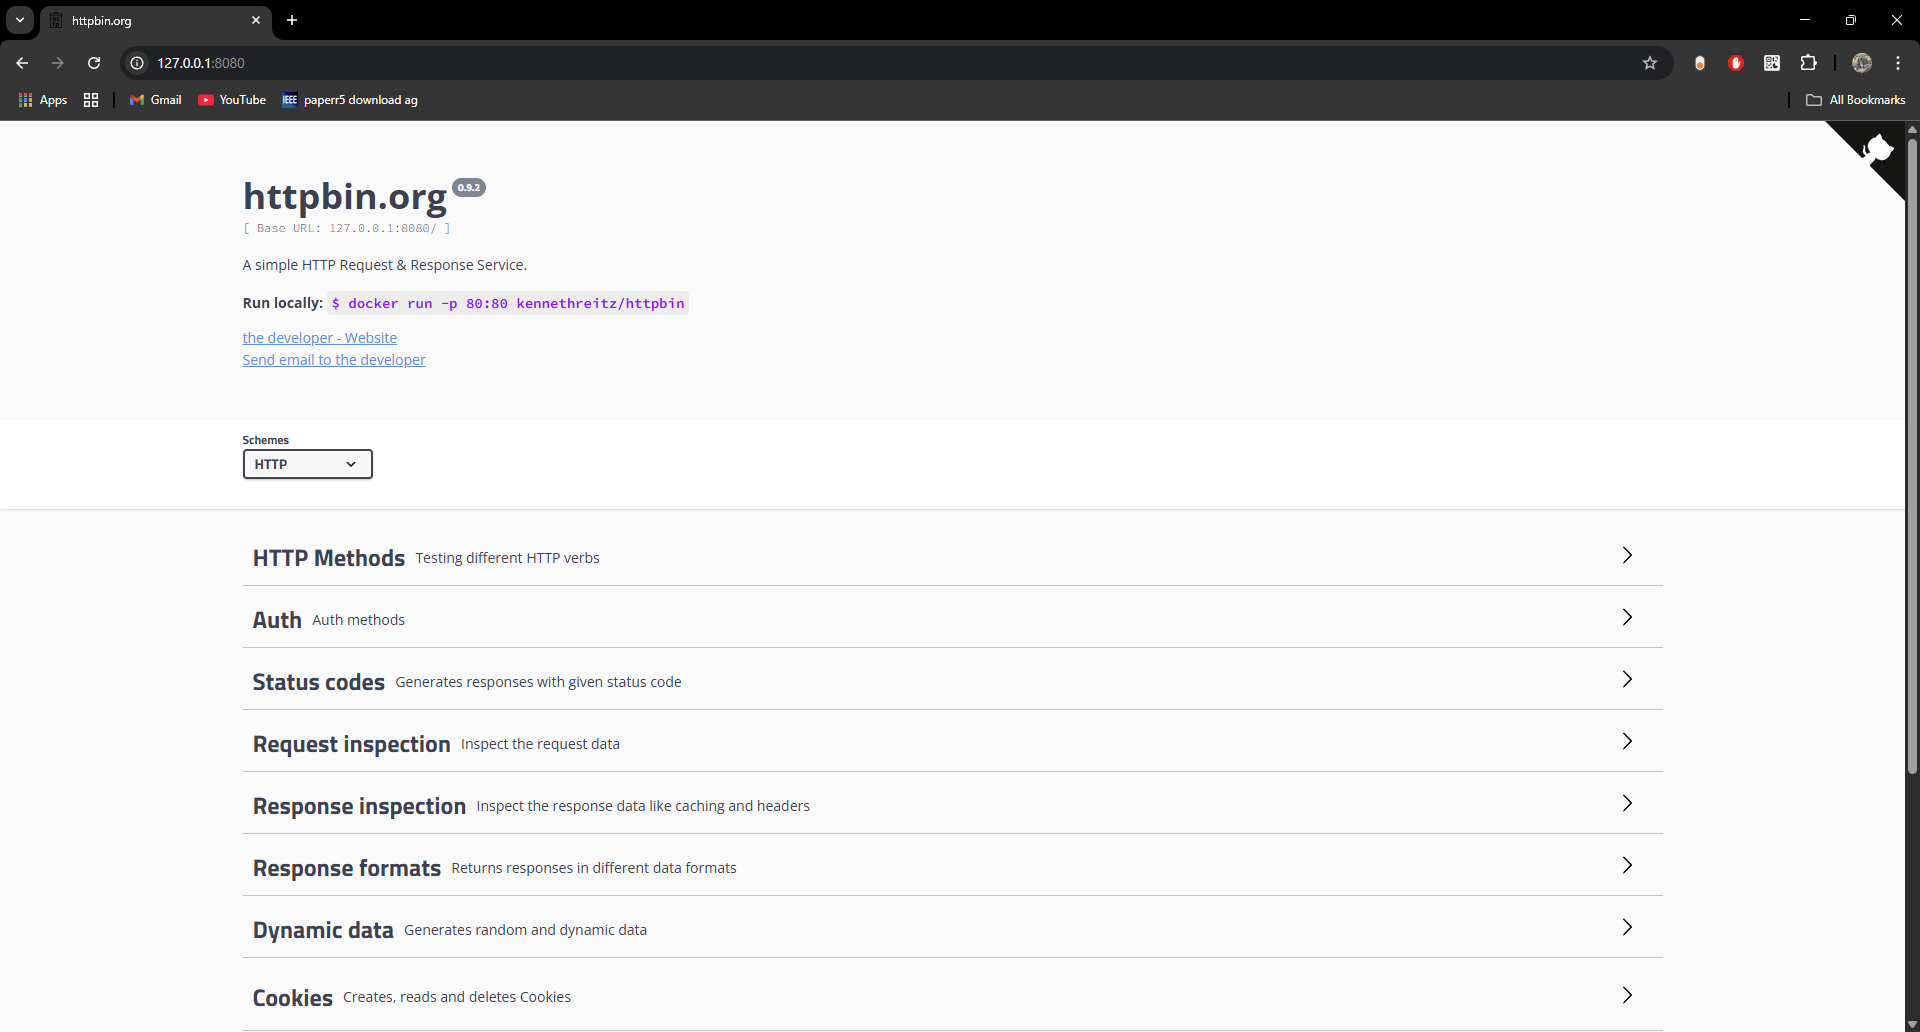 httpbin.org
127.0.0.1:8080
Apps
Gmail
YouTube
IEEE
paperr5 download ag
All Bookmarks
httpbin.org 0.9.2
[ Base URL: 127.0.0.1:8080/ ]
A simple HTTP Request & Response Service.
Run locally: $ docker run -p 80:80 kennethreitz/httpbin
the developer - Website
Send email to the developer
Schemes
HTTP
HTTP Methods Testing different HTTP verbs
Auth Auth methods
Status codes Generates responses with given status code
Request inspection Inspect the request data
Response inspection Inspect the response data like caching and headers
Response formats Returns responses in different data formats
Dynamic data Generates random and dynamic data
Cookies Creates, reads and deletes Cookies